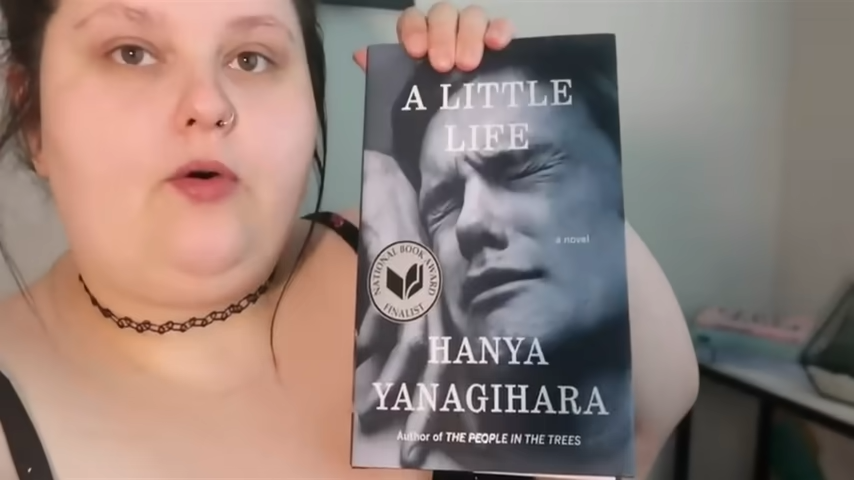 A LITTLE
LIFE
a novel
NATIONAL BOOK AWARD
FINALIST
HANYA
YANAGIHARA
Author of THE PEOPLE IN THE TREES